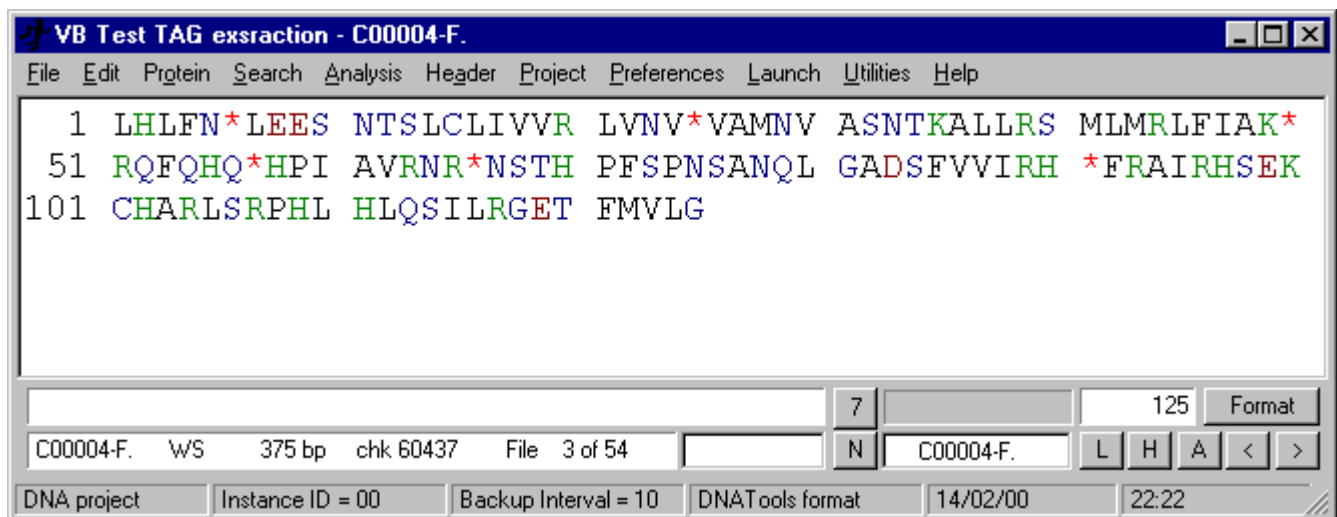 VB Test TAG exsraction - C00004-F.
File Edit Protein Search Analysis Header Project Preferences Launch Utilities Help
1 LHLFN*LEES NTSLCLIVVR LVNV*VAMNV ASNTKALLRS MLMRLFIAK*
51 RQFQHQ*HPI AVRNR*NSTH PFSPNSANQL GADSFVVIRH *FRAIRHSEK
101 CHARLSRPHL HLQSILRGET FMVLG
7 125 Format
C00004-F. WS 375 bp chk 60437 File 3 of 54 N C00004-F. L H A < >
DNA project Instance ID = 00 Backup Interval = 10 DNATools format 14/02/00 22:22